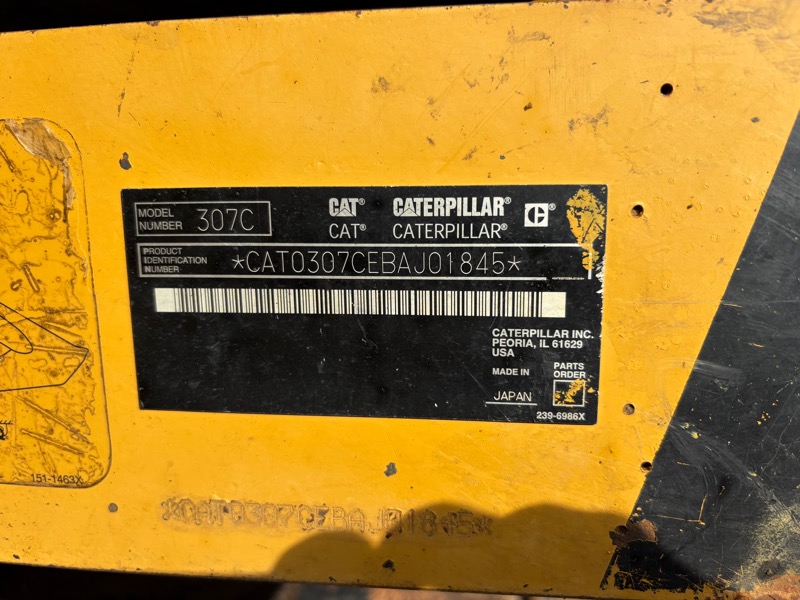 MODEL NUMBER 307C
CAT® CATERPILLAR® C®
CAT® CATERPILLAR®
PRODUCT IDENTIFICATION NUMBER *CAT0307CEBAJ01845*
CATERPILLAR INC.
PEORIA, IL 61629
USA
MADE IN
JAPAN
PARTS ORDER
239-6986X
151-1463X
*CAT0307CEBAJ01845*